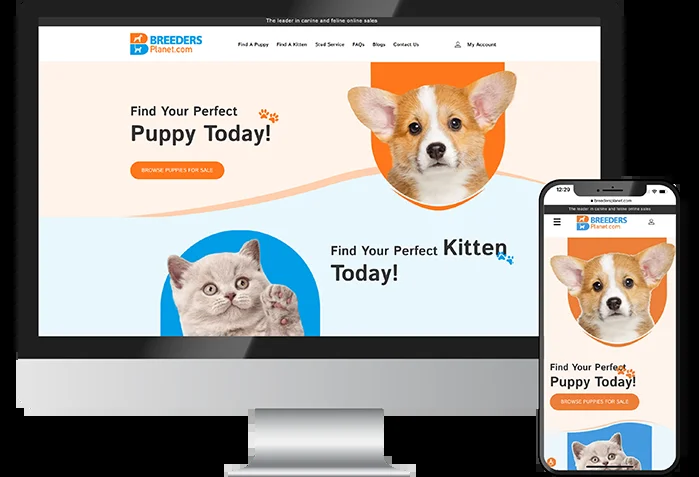 The leader in canine and feline online sales
BREEDERS
Planet.com
Find A Puppy Find A Kitten Stud Service FAQs Blogs Contact Us My Account
Find Your Perfect
Puppy Today!
BROWSE PUPPIES FOR SALE
Find Your Perfect Kitten
Today!
12:29
breedersplanet.com
The leader in canine and feline online sales
BREEDERS
Planet.com
Find Your Perfect
Puppy Today!
BROWSE PUPPIES FOR SALE